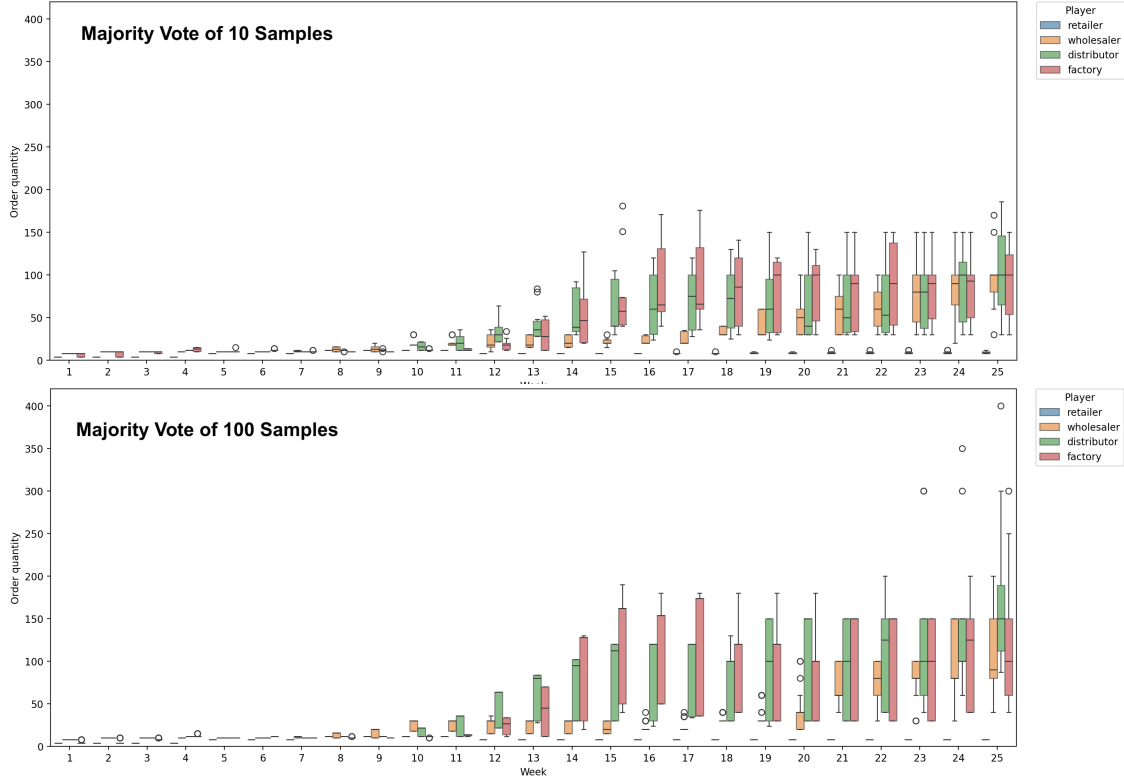 Majority Vote of 10 Samples
Player
retailer
wholesaler
distributor
factory
Order quantity
400
350
300
250
200
150
100
50
0
1 2 3 4 5 6 7 8 9 10 11 12 13 14 15 16 17 18 19 20 21 22 23 24 25
Week
Majority Vote of 100 Samples
Player
retailer
wholesaler
distributor
factory
Order quantity
400
350
300
250
200
150
100
50
0
1 2 3 4 5 6 7 8 9 10 11 12 13 14 15 16 17 18 19 20 21 22 23 24 25
Week